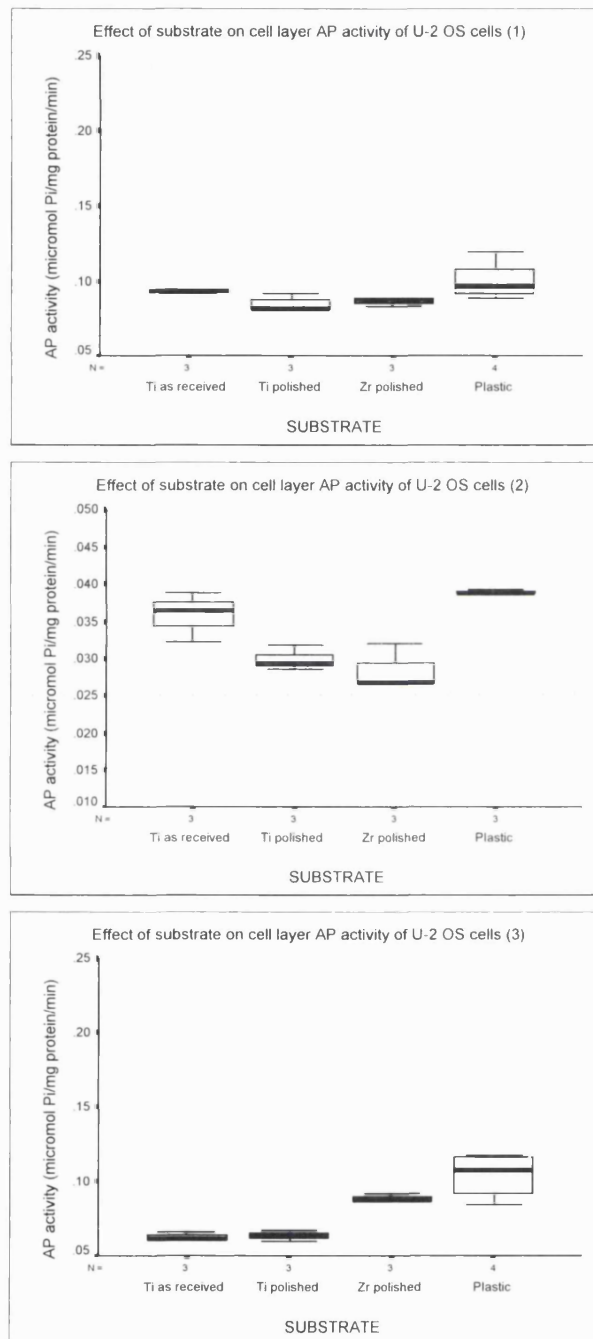 Effect of substrate on cell layer AP activity of U-2 OS cells (1)
AP activity (micromol Pi/mg protein/min)
.25
.20
.15
.10
.05
N = 3 3 3 4
Ti as received Ti polished Zr polished Plastic
SUBSTRATE
Effect of substrate on cell layer AP activity of U-2 OS cells (2)
AP activity (micromol Pi/mg protein/min)
.050
.045
.040
.035
.030
.025
.020
.015
.010
N = 3 3 3 3
Ti as received Ti polished Zr polished Plastic
SUBSTRATE
Effect of substrate on cell layer AP activity of U-2 OS cells (3)
AP activity (micromol Pi/mg protein/min)
.25
.20
.15
.10
.05
N = 3 3 3 4
Ti as received Ti polished Zr polished Plastic
SUBSTRATE